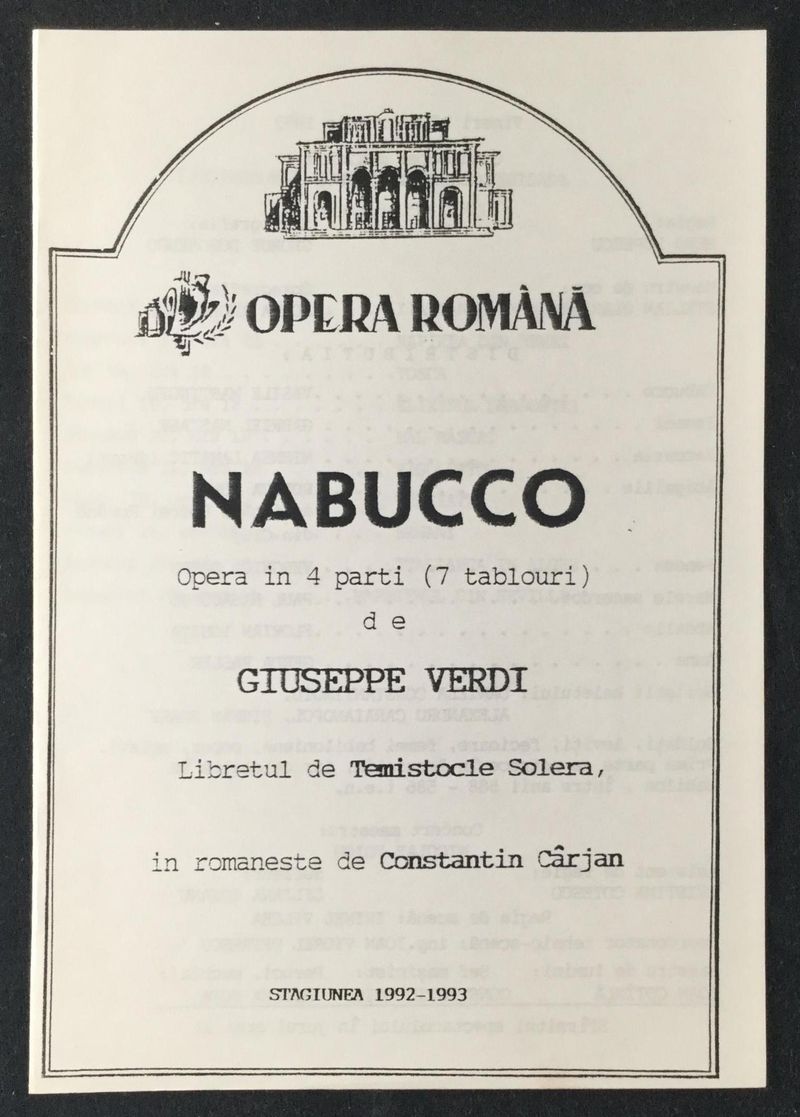 OPERA ROMÂNĂ
NABUCCO
Opera in 4 parti (7 tablouri)
d e
GIUSEPPE VERDI
Libretul de Temistocle Solera,
in romaneste de Constantin Cârjan
STAGIUNEA 1992-1993